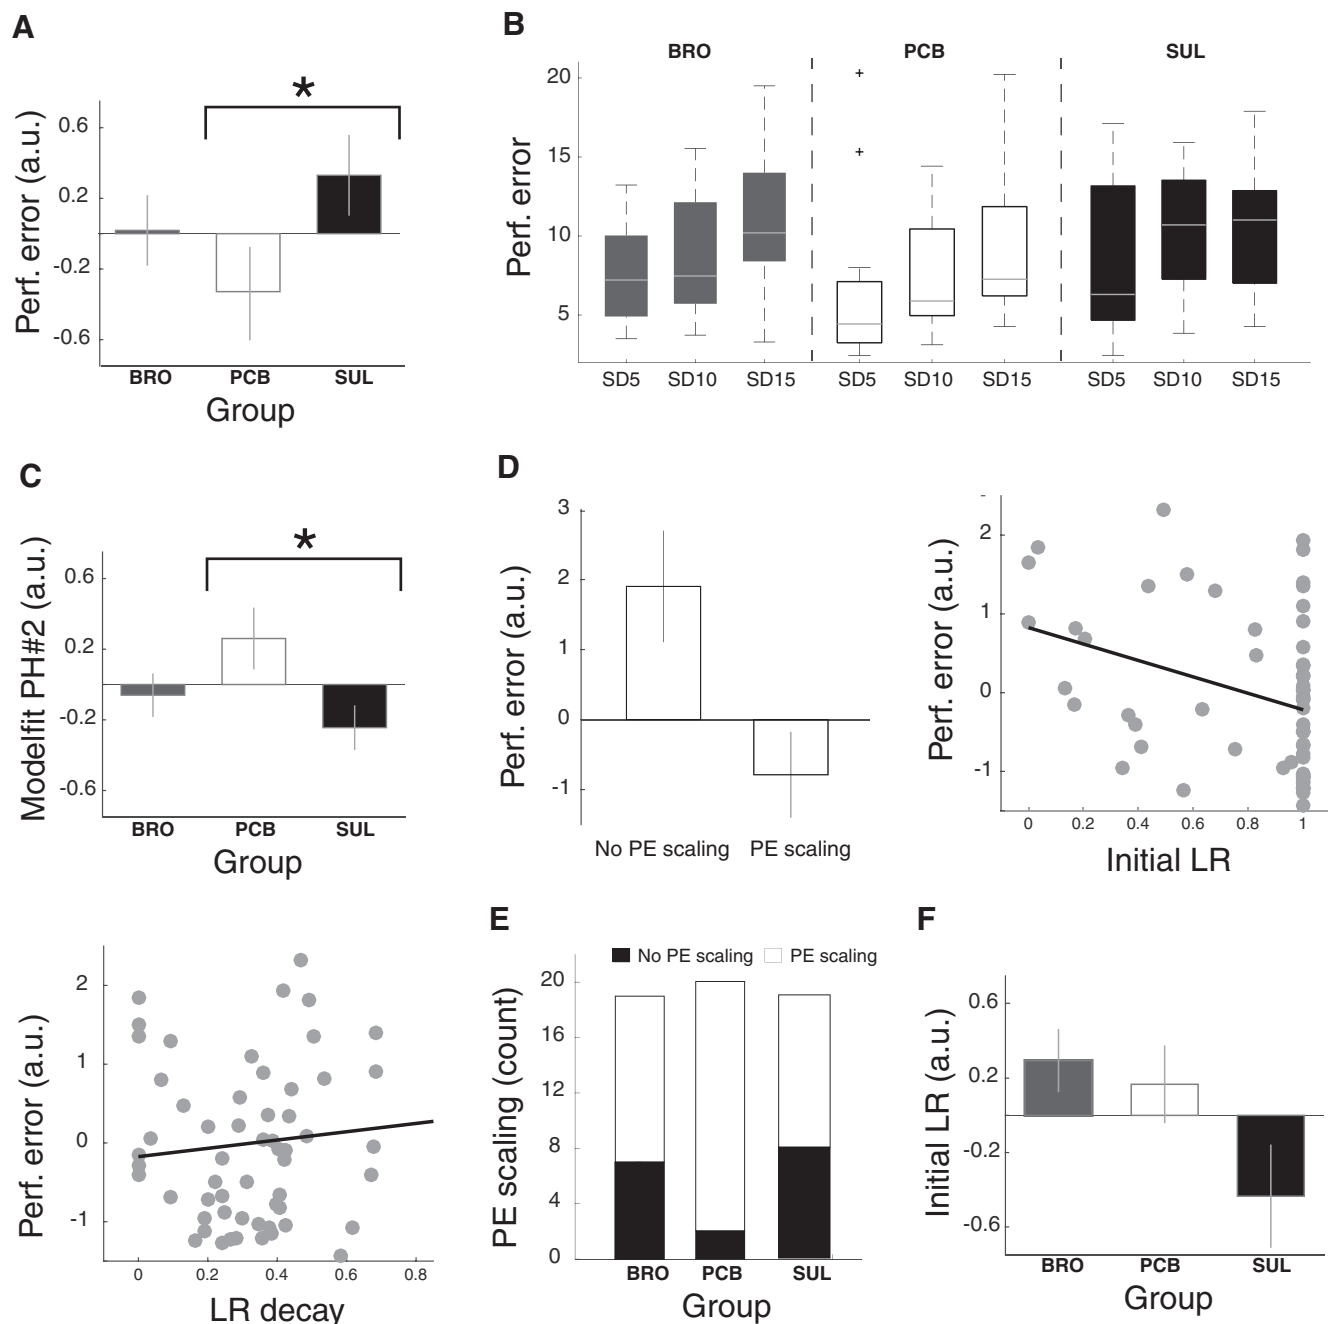 A
*
Perf. error (a.u.)
0.6
0.2
-0.2
-0.6
BRO PCB SUL
Group
B
BRO PCB SUL
Perf. error
20
15
10
5
+
+
SD5 SD10 SD15 SD5 SD10 SD15 SD5 SD10 SD15
C
*
Modelfit PH#2 (a.u.)
0.6
0.2
-0.2
-0.6
BRO PCB SUL
Group
D
Perf. error (a.u.)
3
2
1
0
-1
No PE scaling PE scaling
Perf. error (a.u.)
2
1
0
-1
0 0.2 0.4 0.6 0.8 1
Initial LR
Perf. error (a.u.)
2
1
0
-1
0 0.2 0.4 0.6 0.8
LR decay
E
No PE scaling PE scaling
PE scaling (count)
20
16
12
8
4
0
BRO PCB SUL
Group
F
Initial LR (a.u.)
0.6
0.2
-0.2
-0.6
BRO PCB SUL
Group